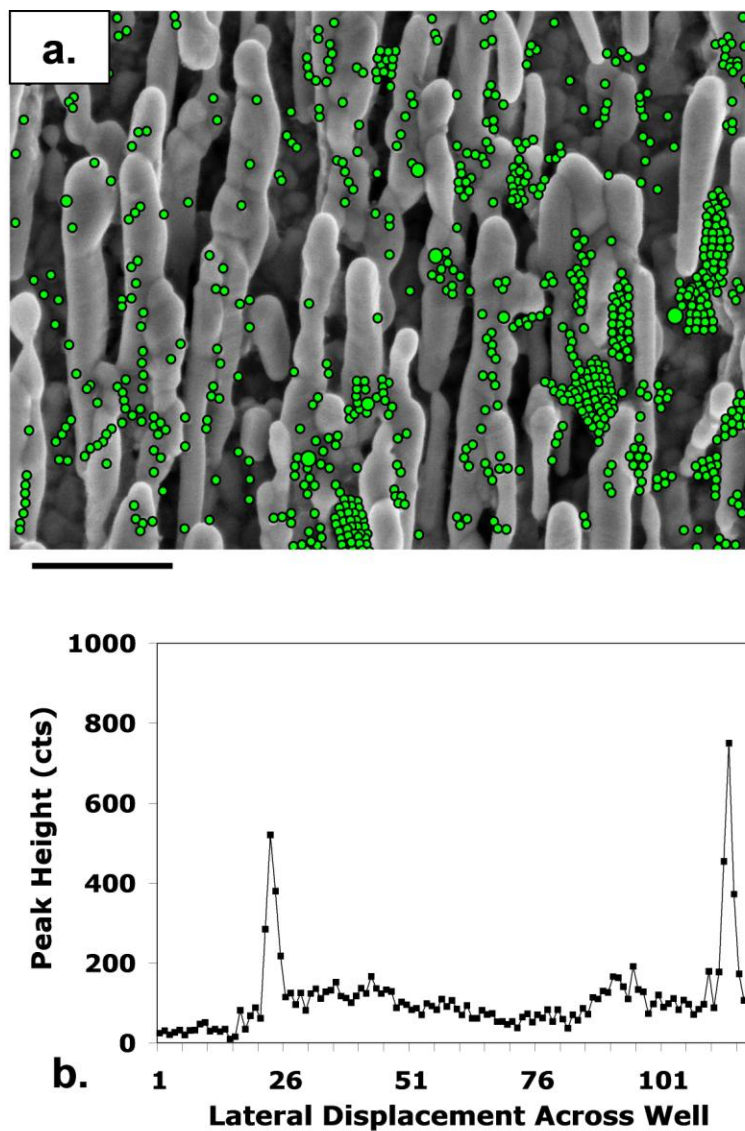 a.
1000
800
600
400
200
0
Peak Height (cts)
b.
1 26 51 76 101
Lateral Displacement Across Well